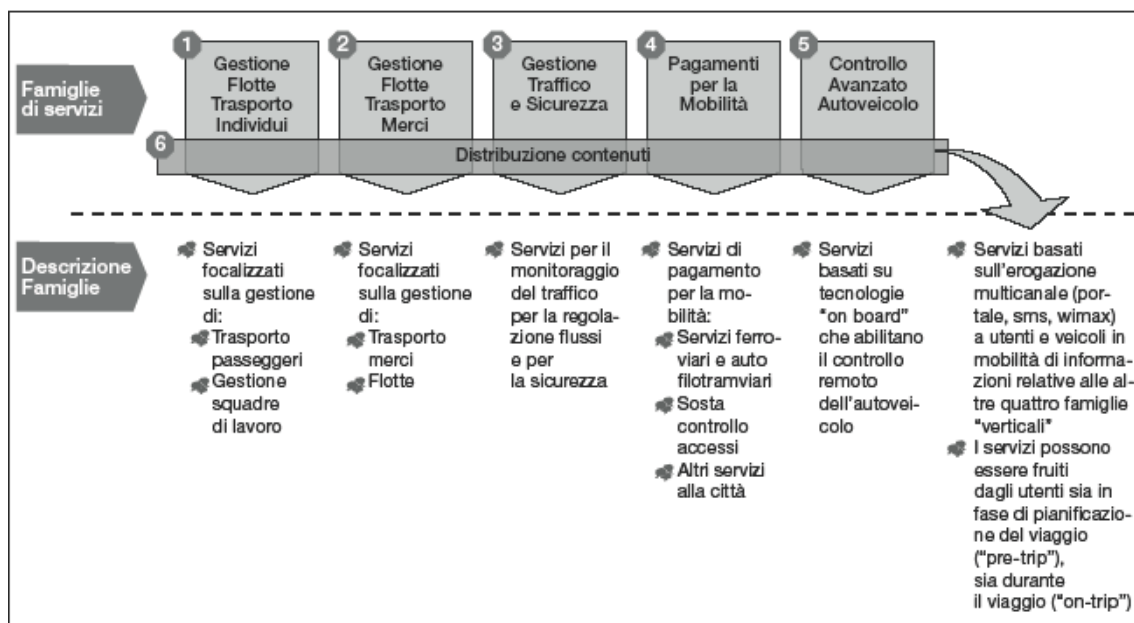 1
Gestione
Flotte
Trasporto
Individui
2
Gestione
Flotte
Trasporto
Merci
3
Gestione
Traffico
e Sicurezza
4
Pagamenti
per la
Mobilità
5
Controllo
Avanzato
Autoveicolo
Famiglie
di servizi
6
Distribuzione contenuti
Descrizione
Famiglie
Servizi
focalizzati
sulla gestione
di:
Trasporto
passeggeri
Gestione
squadre
di lavoro
Servizi
focalizzati
sulla gestione
di:
Trasporto
merci
Flotte
Servizi per il
monitoraggio
del traffico
per la regola-
zione flussi
e per
la sicurezza
Servizi di
pagamento
per la mo-
bilità:
Servizi ferro-
viari e auto
filotramviari
Sosta
controllo
accessi
Altri servizi
alla città
Servizi
basati su
tecnologie
“on board”
che abilitano
il controllo
remoto
dell’autovei-
colo
Servizi basati
sull’erogazione
multicanale (por-
tale, sms, wimax)
a utenti e veicoli in
mobilità di informa-
zioni relative alle al-
tre quattro famiglie
“verticali”
I servizi possono
essere fruiti
dagli utenti sia in
fase di pianificazio-
ne del viaggio
(“pre-trip”),
sia durante
il viaggio (“on-trip”)